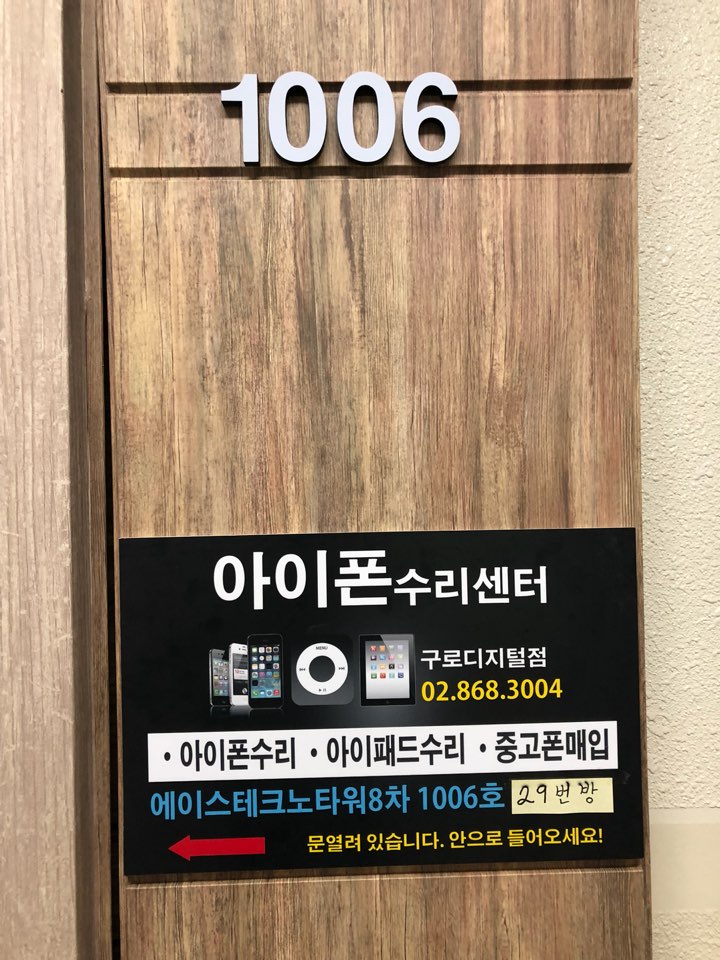 1006
아이폰수리센터
MENU
구로디지털점
02.868.3004
· 아이폰수리 · 아이패드수리 · 중고폰매입
에이스테크노타워8차 1006호 29번방
문열려 있습니다. 안으로 들어오세요!